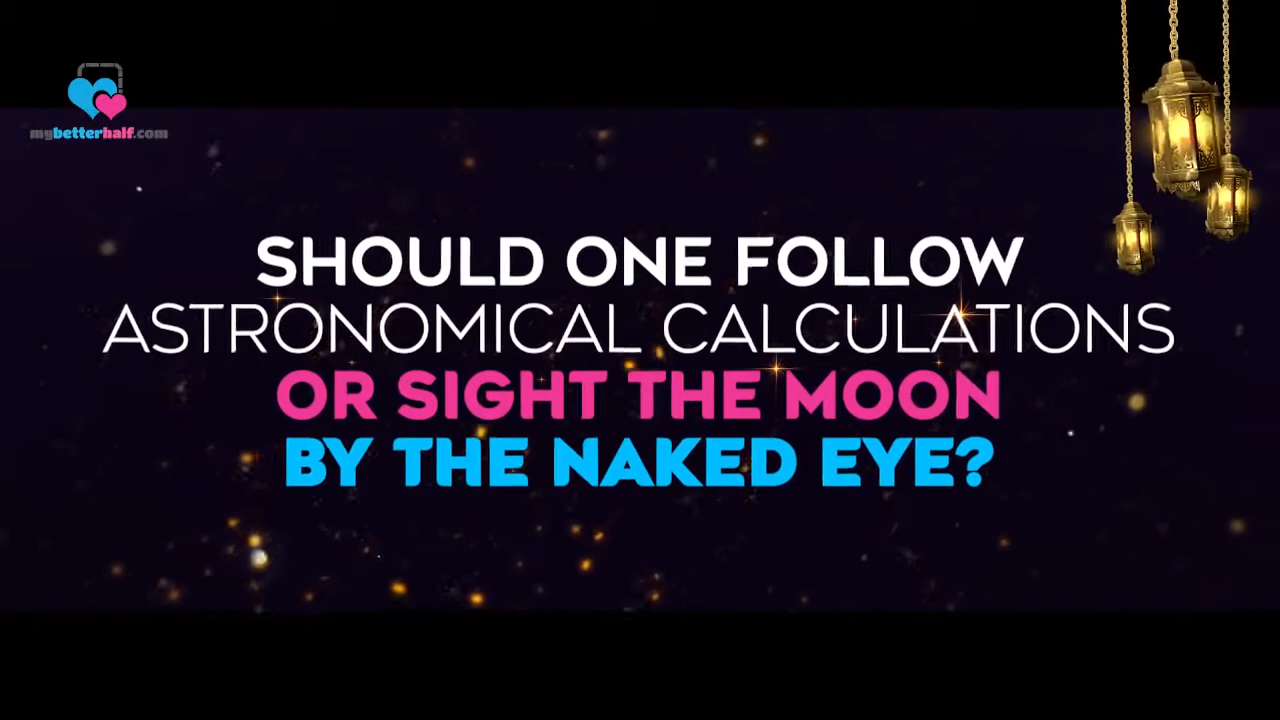 mybetterhalf.com
SHOULD ONE FOLLOW
ASTRONOMICAL CALCULATIONS
OR SIGHT THE MOON
BY THE NAKED EYE?